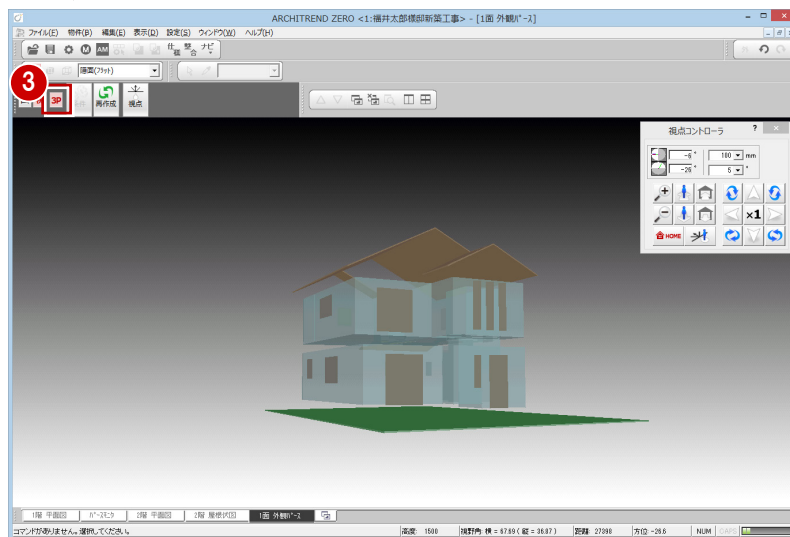 ARCHITREND ZERO <1:福井太郎様邸新築工事> - [1面 外観ﾊﾟｰｽ]
ファイル(F) 物件(B) 編集(E) 表示(D) 設定(S) ウィンドウ(W) ヘルプ(H)
仕様 整合 ナビ
陰面(フラット)
3
3P
再作成
視点
視点コントローラ ?
-6° 100 mm
-26° 5 °
x1
HOME
1階 平面図 ﾊﾟｰｽﾓﾆﾀ 2階 平面図 2階 屋根伏図 1面 外観ﾊﾟｰｽ
コマンドがありません。選択してください。 高度: 1500 視野角: 横 = 67.69 ( 縦 = 36.87 ) 距離: 27398 方位: -26.6 NUM CAPS